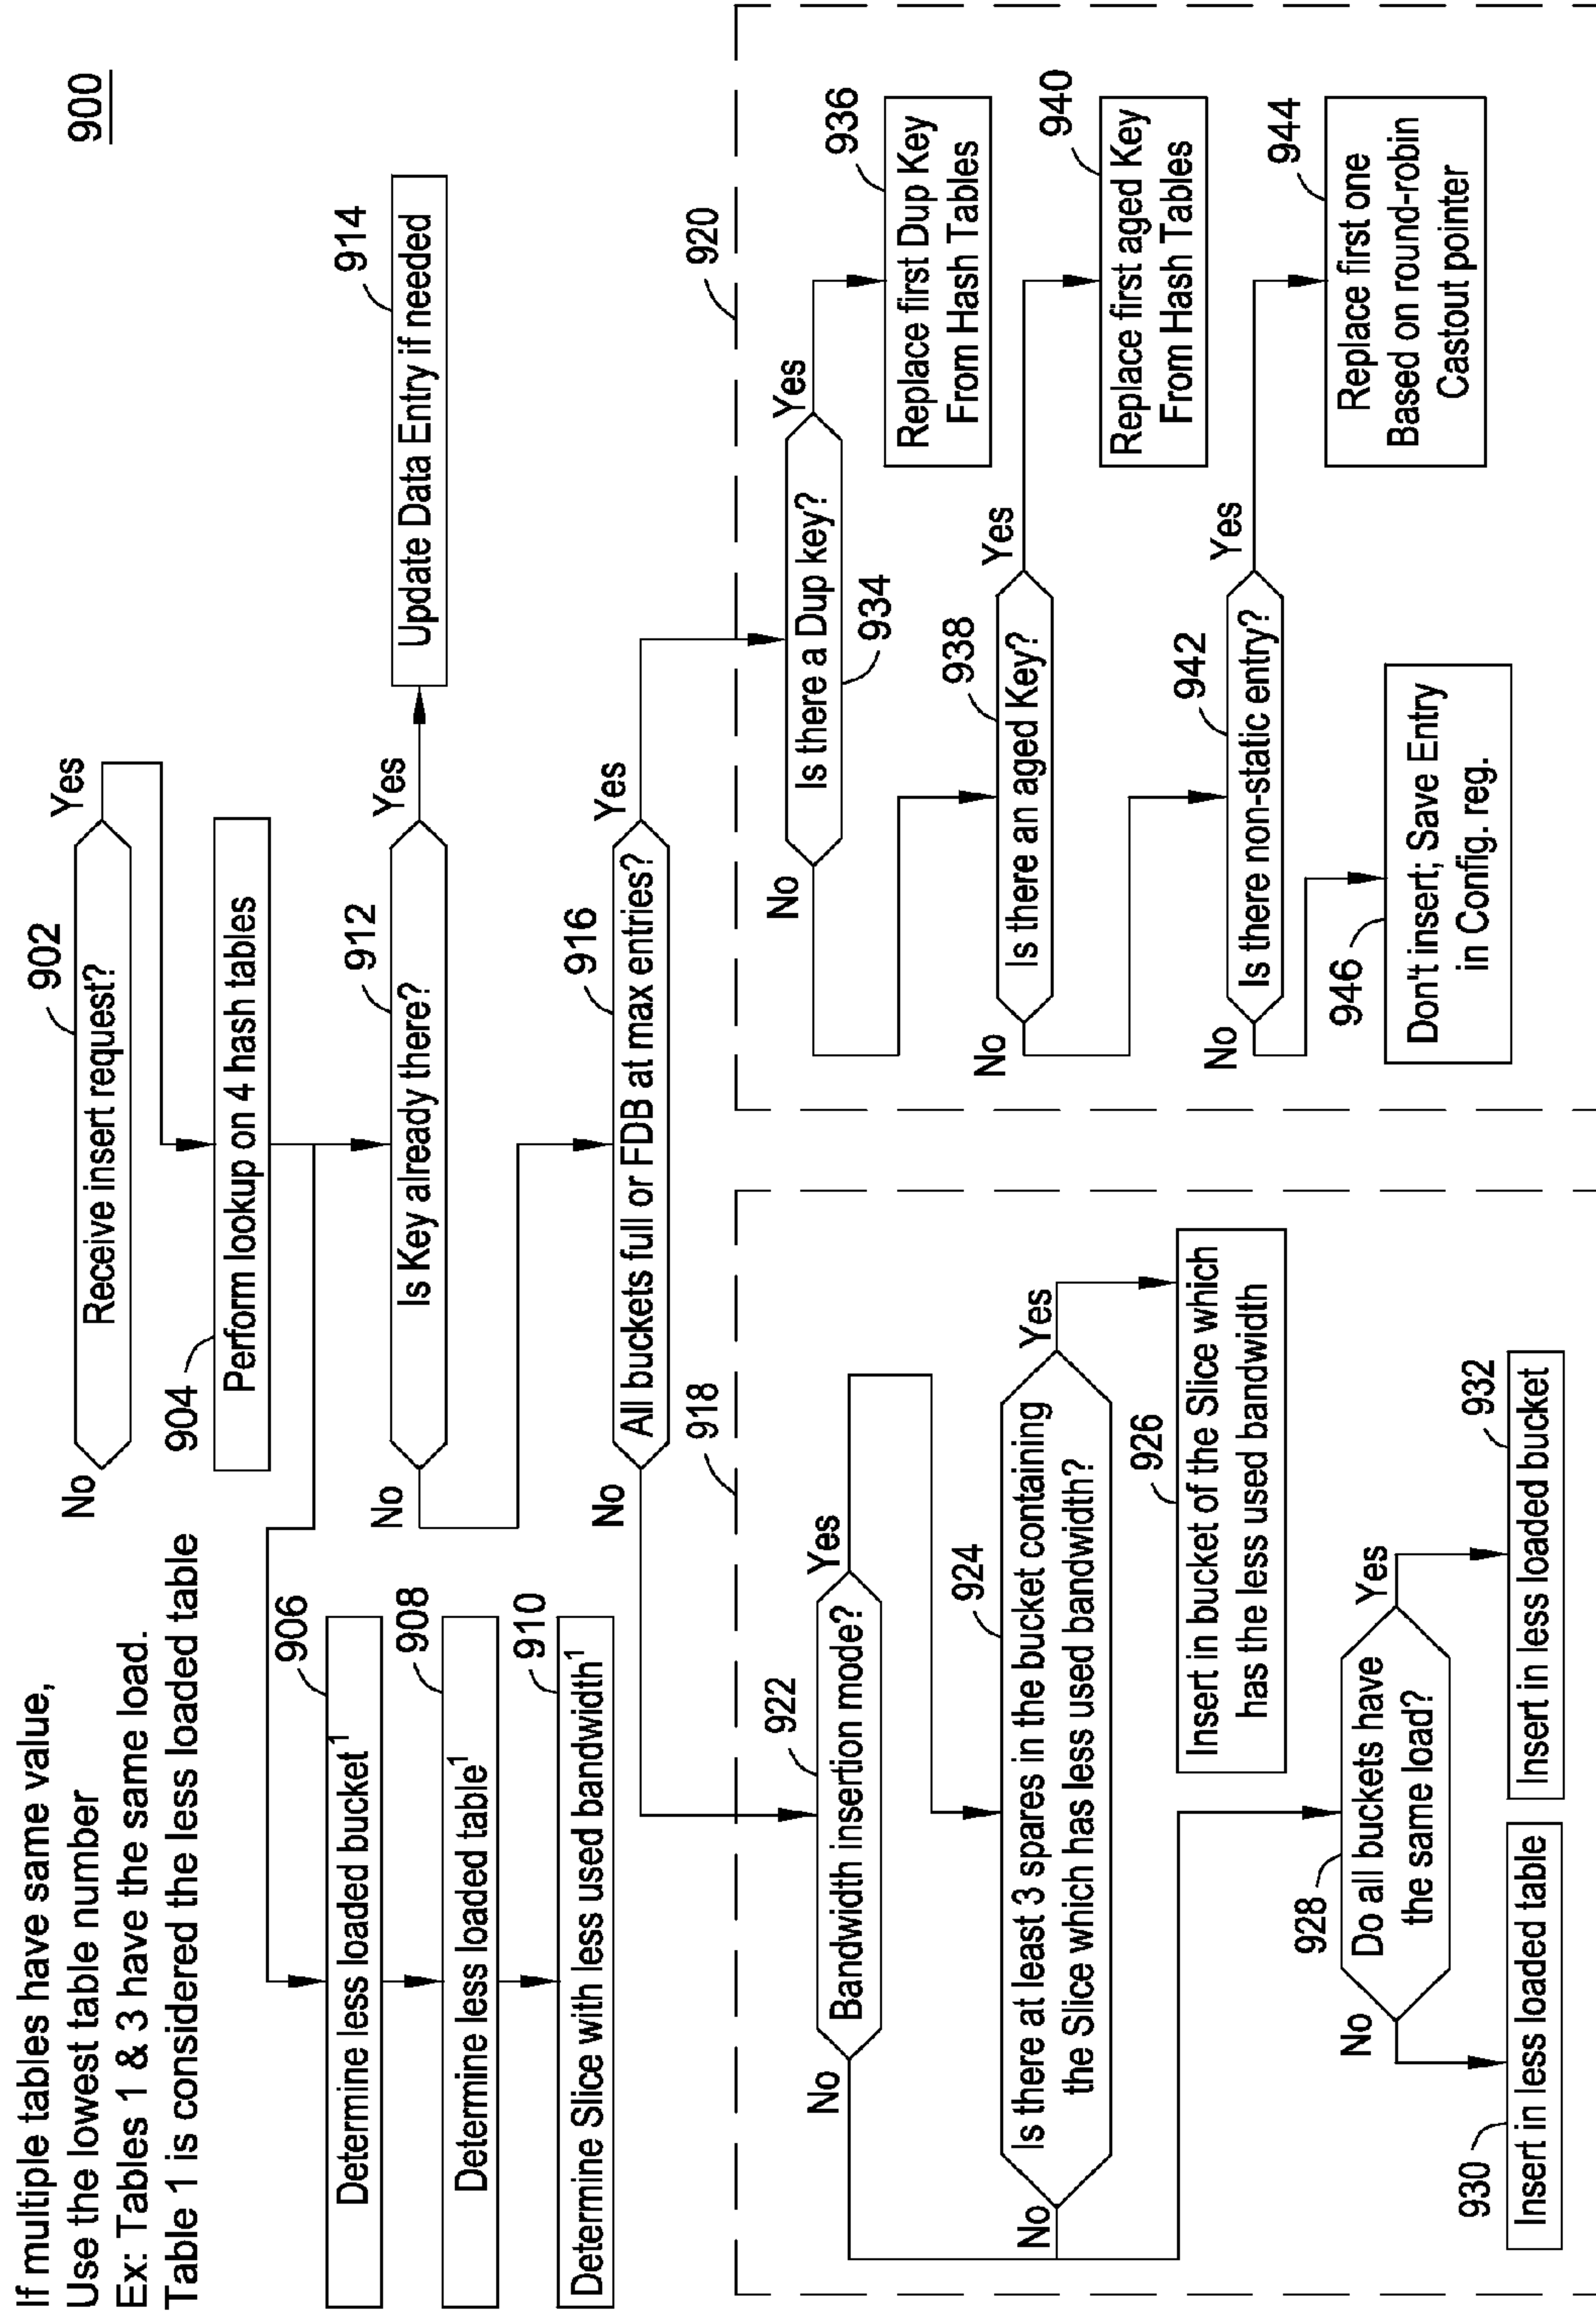 900
If multiple tables have same value,
Use the lowest table number
Ex: Tables 1 & 3 have the same load.
Table 1 is considered the less loaded table
902
Receive insert request?
No
Yes
904
Perform lookup on 4 hash tables
906
Determine less loaded bucket1
908
Determine less loaded table1
910
Determine Slice with less used bandwidth1
912
Is Key already there?
No
Yes
914
Update Data Entry if needed
916
All buckets full or FDB at max entries?
No
Yes
918
922
Bandwidth insertion mode?
No
Yes
924
Is there at least 3 spares in the bucket containing
the Slice which has less used bandwidth?
No
Yes
926
Insert in bucket of the Slice which
has the less used bandwidth
928
Do all buckets have
the same load?
No
Yes
930
Insert in less loaded table
932
Insert in less loaded bucket
920
Is there a Dup key?
934
No
Yes
936
Replace first Dup Key
From Hash Tables
938
Is there an aged Key?
No
Yes
940
Replace first aged Key
From Hash Tables
942
Is there non-static entry?
No
Yes
944
Replace first one
Based on round-robin
Castout pointer
946
Don't insert; Save Entry
in Config. reg.